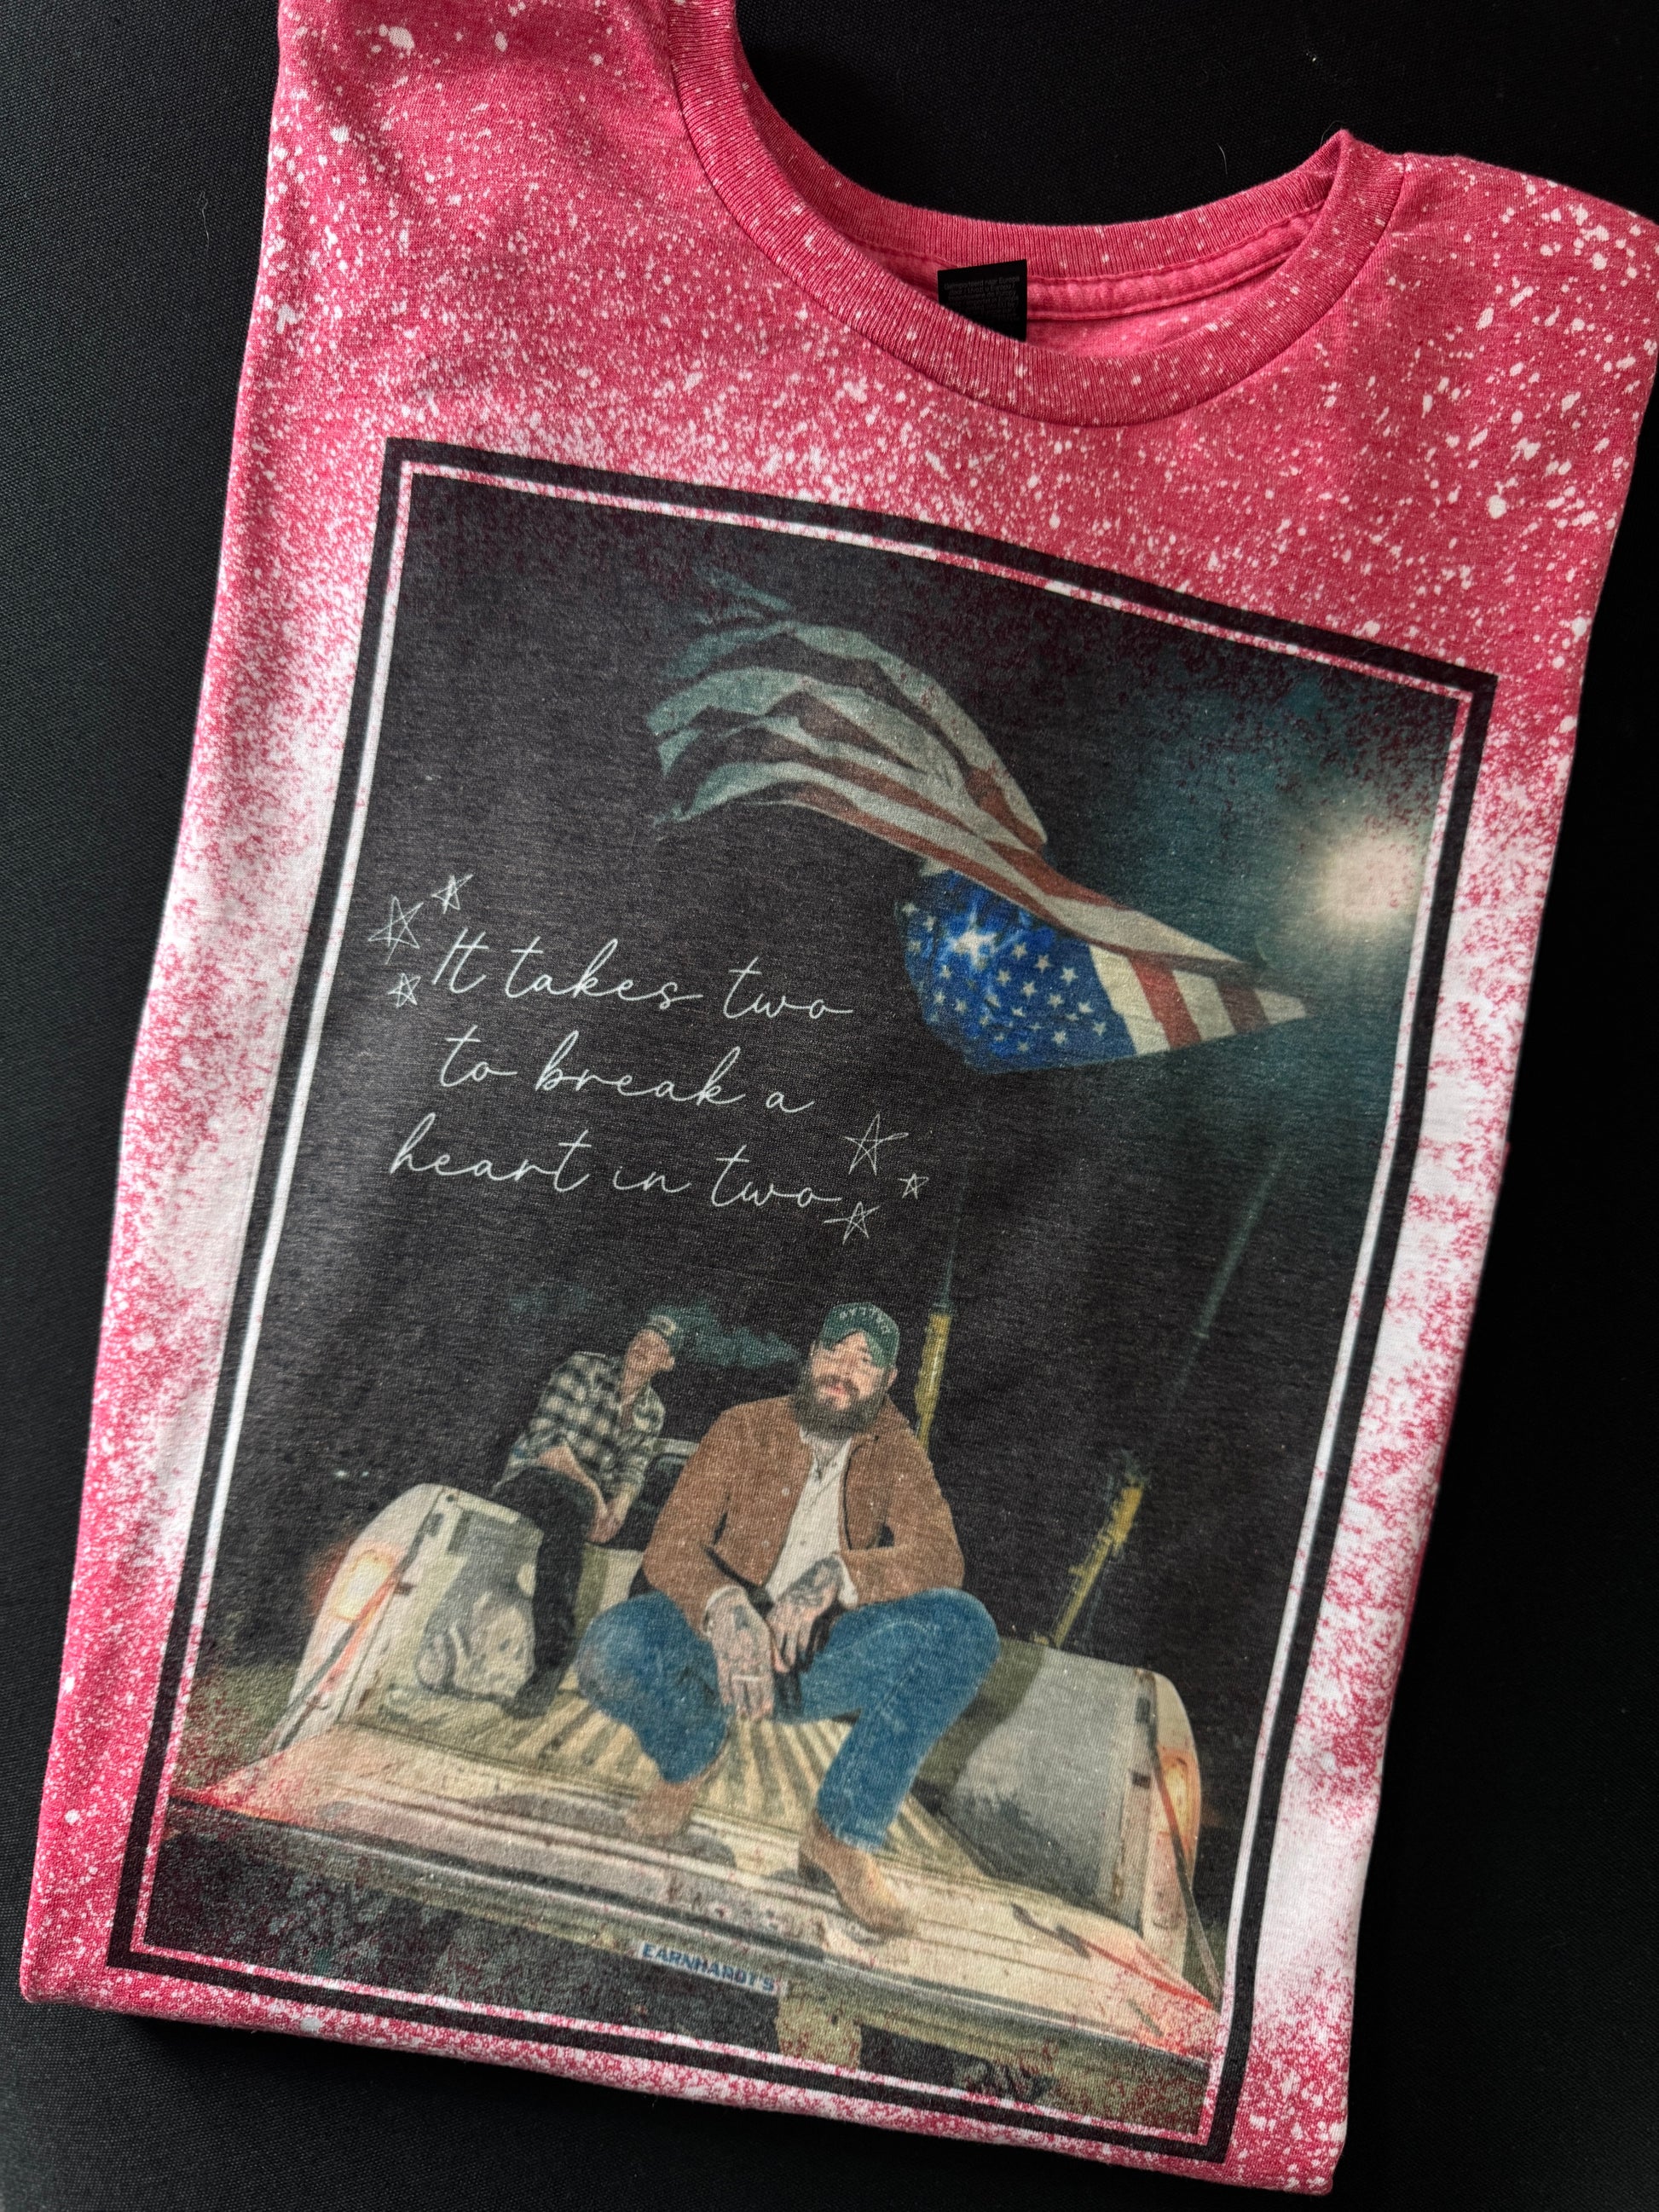 It takes two
to break a
heart in two
EARNHARDT'S